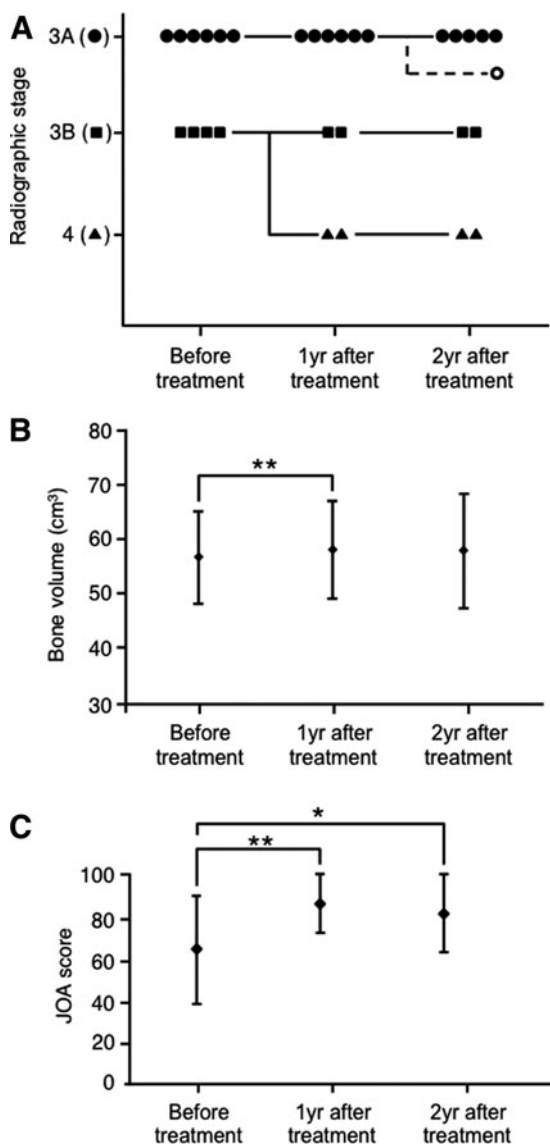 A
Radiographic stage
3A (●)
3B (■)
4 (▲)
Before
treatment
1yr after
treatment
2yr after
treatment
B
Bone volume (cm³)
80
70
60
50
40
30
**
Before
treatment
1yr after
treatment
2yr after
treatment
C
JOA score
100
80
60
40
20
0
*
**
Before
treatment
1yr after
treatment
2yr after
treatment